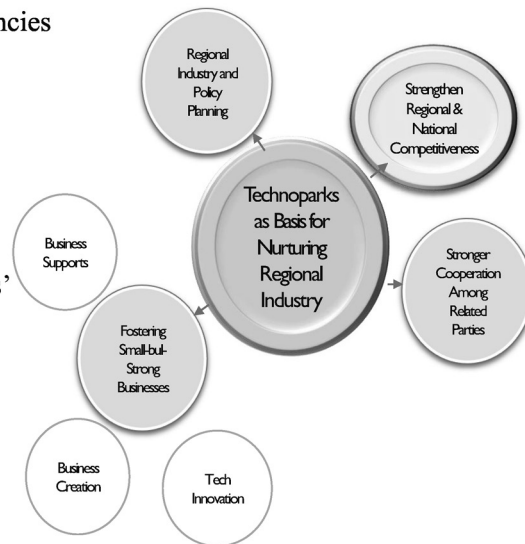 ncies
Regional
Industry and
Policy
Planning
Strengthen
Regional &
National
Competitiveness
Technoparks
as Basis for
Nurturing
Regional
Industry
Business
Supports
’
Stronger
Cooperation
Among
Related
Parties
Fostering
Small-bul-
Strong
Businesses
Business
Creation
Tech
Innovation